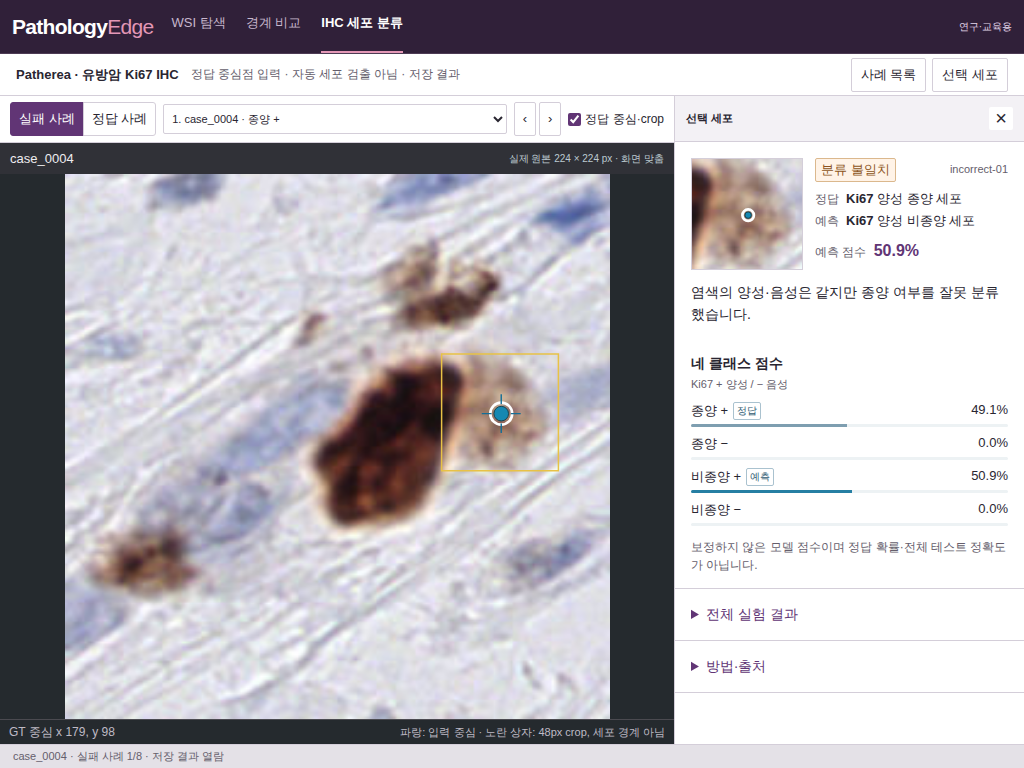 PathologyEdge WSI 탐색 경계 비교 IHC 세포 분류 연구·교육용
Patherea · 유방암 Ki67 IHC 정답 중심점 입력 · 자동 세포 검출 아님 · 저장 결과 사례 목록 선택 세포
실패 사례 정답 사례 1. case_0004 · 종양 + ‹ › 정답 중심·crop
case_0004 실제 원본 224 × 224 px · 화면 맞춤
GT 중심 x 179, y 98 파랑: 입력 중심 · 노란 상자: 48px crop, 세포 경계 아님
선택 세포 ✕
분류 불일치 incorrect-01
정답 Ki67 양성 종양 세포
예측 Ki67 양성 비종양 세포
예측 점수 50.9%
염색의 양성·음성은 같지만 종양 여부를 잘못 분류
했습니다.
네 클래스 점수
Ki67 + 양성 / − 음성
종양 + 정답 49.1%
종양 − 0.0%
비종양 + 예측 50.9%
비종양 − 0.0%
보정하지 않은 모델 점수이며 정답 확률·전체 테스트 정확도
가 아닙니다.
전체 실험 결과
방법·출처
case_0004 · 실패 사례 1/8 · 저장 결과 열람